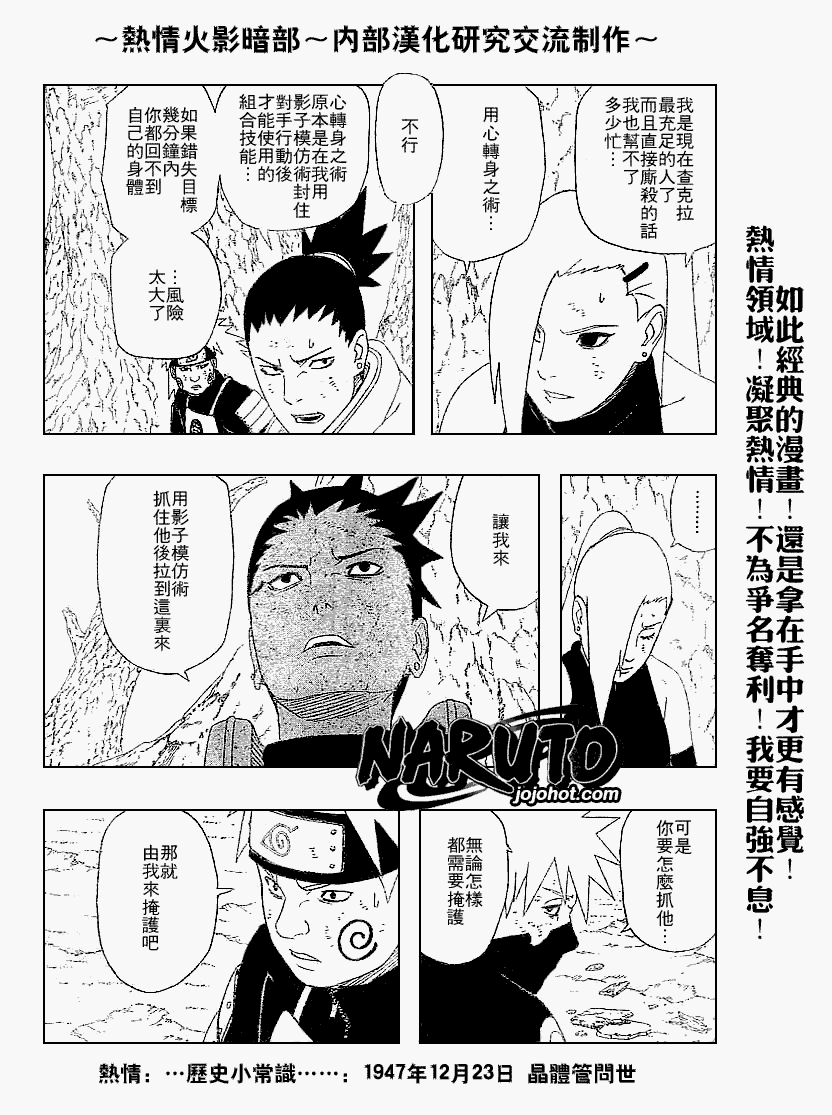 ～熱情火影暗部～内部漢化研究交流制作～
我是現在查克拉
最充足的人了
而且直接廝殺的話
我也幫不了
多少忙…
用心轉身之術…
不行
心轉身之術
原本是在我用
影子模仿術封住
對手行動後
才能使用的
組合技能…
如果錯失目標
幾分鐘內
你都回不到
自己的身體
…風險
太大了
………
讓我來
用影子模仿術
抓住他後拉到這裏來
NARUTO
jojohot.com
可是
你要怎麼抓他…
無論怎樣
都需要掩護
那就
由我來掩護吧
如此經典的漫畫！還是拿在手中才更有感覺！
熱情領域！凝聚熱情！不為爭名奪利！我要自強不息！
熱情：…歷史小常識……：1947年12月23日 晶體管問世